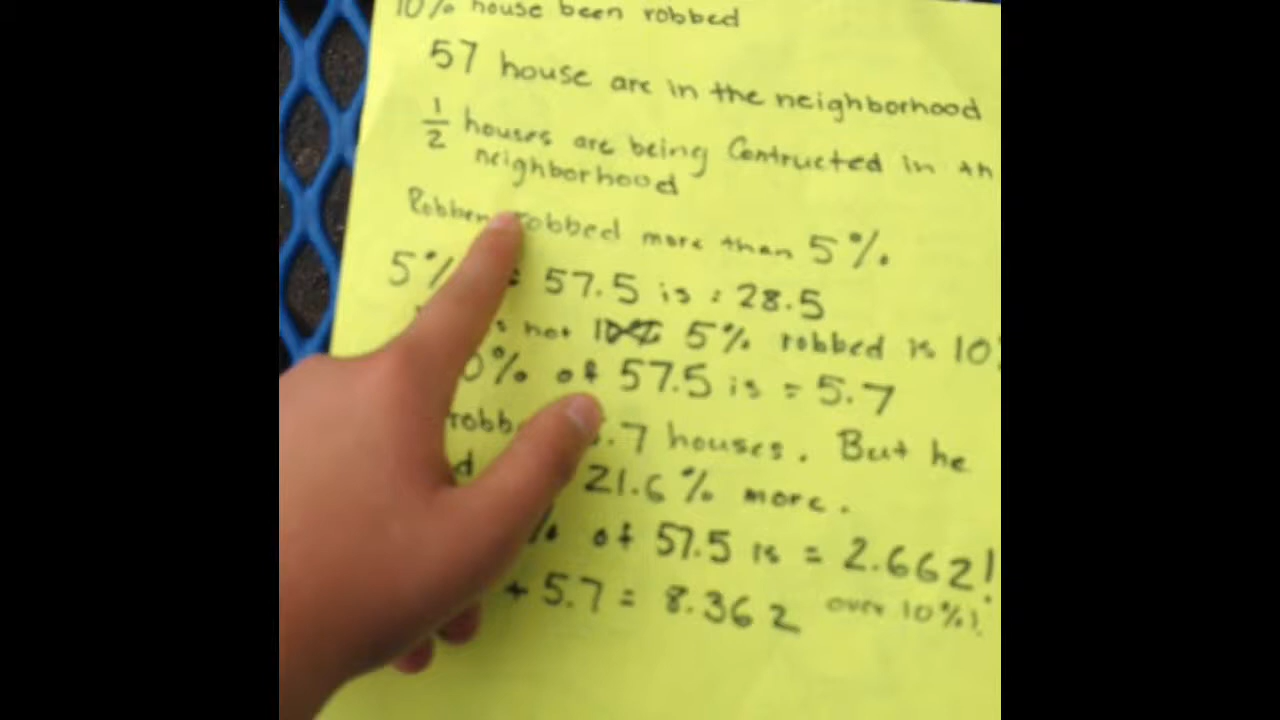 10% house been robbed
57 house are in the neighborhood
1/2 houses are being Contructed in th
neighborhood
robbed more than 5%.
5% = 57.5 is : 28.5
not 5% robbed is 10
0% of 57.5 is = 5.7
.7 houses. But he
21.6% more.
% of 57.5 is = 2.662!
+ 5.7 = 8.362 over 10%!